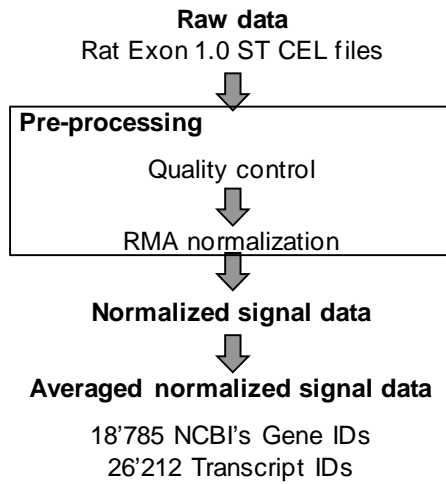 Raw data
Rat Exon 1.0 ST CEL files
Pre-processing
Quality control
RMA normalization
Normalized signal data
Averaged normalized signal data
18’785 NCBI’s Gene IDs
26’212 Transcript IDs